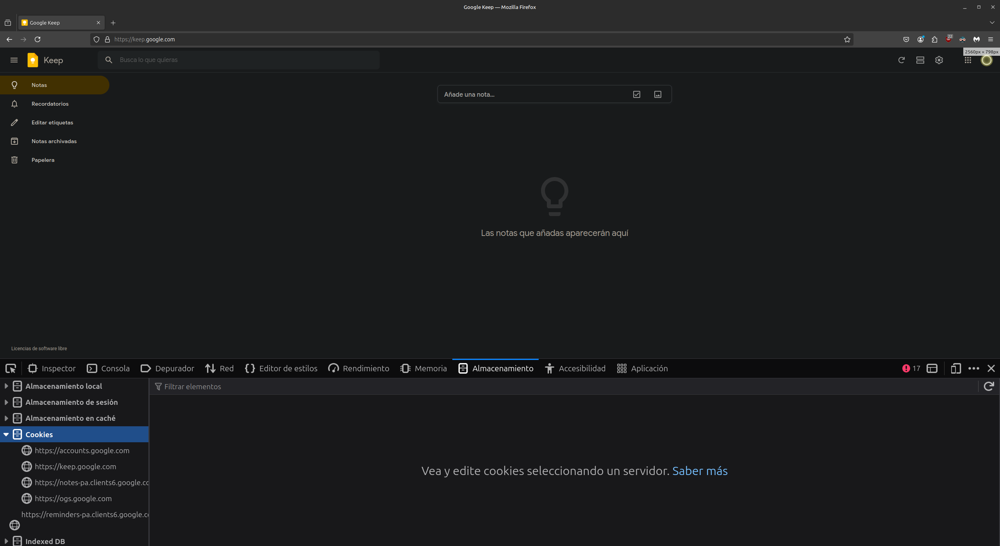 Google Keep — Mozilla Firefox
Google Keep
https://keep.google.com
22
2560px × 798px
Keep
Busca lo que quieras
Notas
Añade una nota...
Recordatorios
Editar etiquetas
Notas archivadas
Papelera
Las notas que añadas aparecerán aquí
Licencias de software libre
Inspector
Consola
Depurador
Red
Editor de estilos
Rendimiento
Memoria
Almacenamiento
Accesibilidad
Aplicación
17
Almacenamiento local
Filtrar elementos
Almacenamiento de sesión
Almacenamiento en caché
Cookies
https://accounts.google.com
https://keep.google.com
https://notes-pa.clients6.google.co
https://ogs.google.com
https://reminders-pa.clients6.google.c
Indexed DB
Vea y edite cookies seleccionando un servidor. Saber más